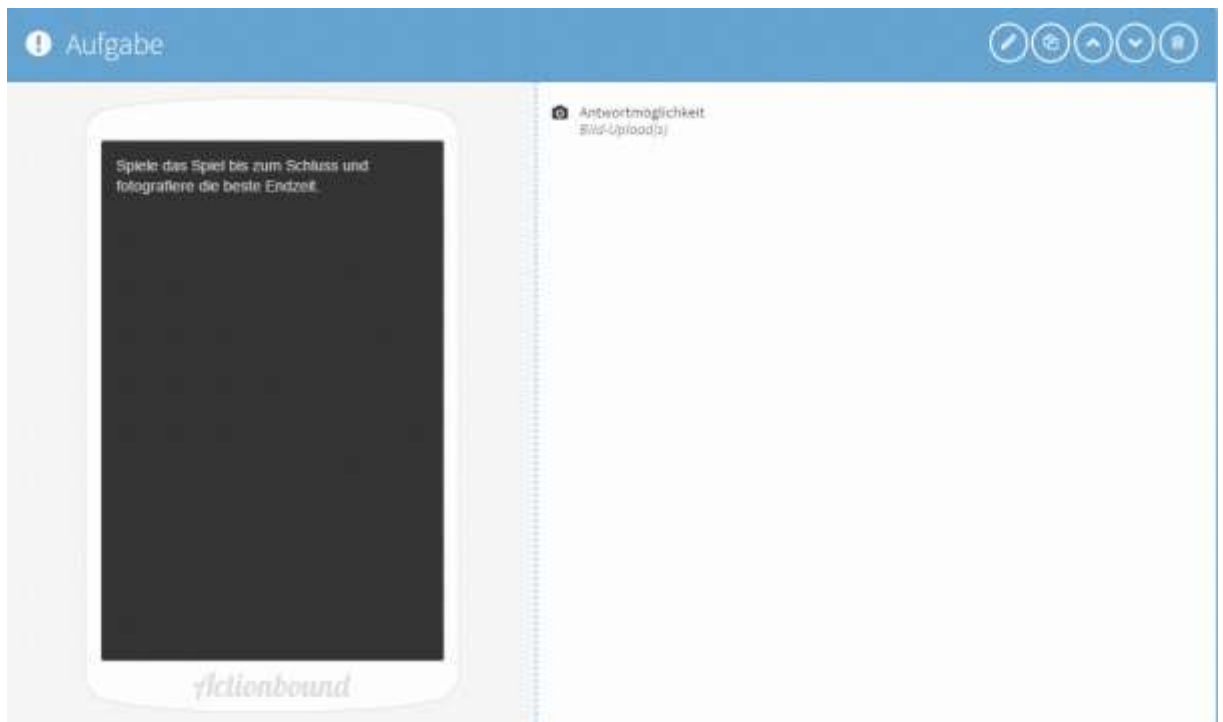 Aufgabe
Antwortmöglichkeit
Bild-Upload(s)
Spiele das Spiel bis zum Schluss und
fotografiere die beste Endzeit.
Actionbound